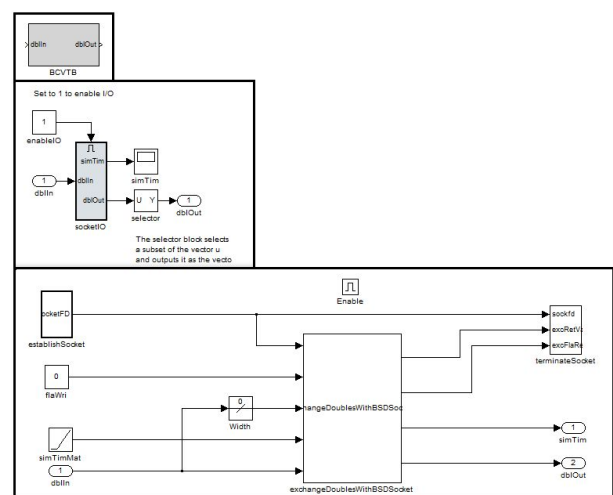 dblIn dblOut
BCVTB
Set to 1 to enable I/O
1
enableIO
simTim
dblIn
dblOut
socketIO
1
dblIn
simTim
U Y
selector
1
dblOut
The selector block selects
a subset of the vector u
and outputs it as the vecto
Enable
ocketFD
establishSocket
sockfd
excRetVa
excFlaRe
terminateSocket
0
flaWri
0
Width
hangeDoublesWithBSDSoc
exchangeDoublesWithBSDSocket
simTimMat
1
dblIn
1
simTim
2
dblOut